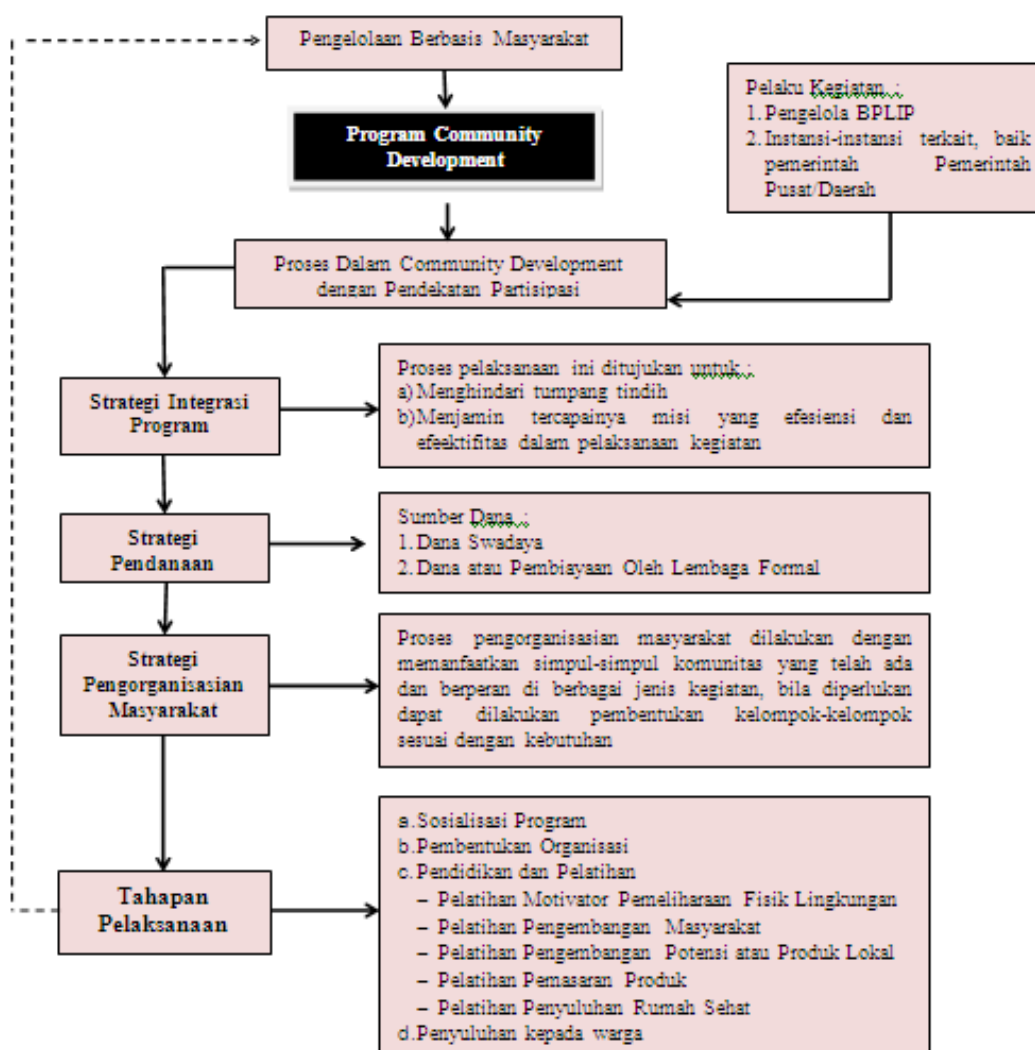 Pengelolaan Berbasis Masyarakat
Program Community
Development
Pelaku Kegiatan :
1. Pengelola BPLIP
2. Instansi-instansi terkait, baik
pemerintah Pemerintah
Pusat/Daerah
Proses Dalam Community Development
dengan Pendekatan Partisipasi
Strategi Integrasi
Program
Proses pelaksanaan ini ditujukan untuk :
a) Menghindari tumpang tindih
b) Menjamin tercapainya misi yang efesiensi dan
efeektifitas dalam pelaksanaan kegiatan
Strategi
Pendanaan
Sumber Dana :
1. Dana Swadaya
2. Dana atau Pembiayaan Oleh Lembaga Formal
Strategi
Pengorganisasian
Masyarakat
Proses pengorganisasian masyarakat dilakukan dengan
memanfaatkan simpul-simpul komunitas yang telah ada
dan berperan di berbagai jenis kegiatan, bila diperlukan
dapat dilakukan pembentukan kelompok-kelompok
sesuai dengan kebutuhan
Tahapan
Pelaksanaan
a. Sosialisasi Program
b. Pembentukan Organisasi
c. Pendidikan dan Pelatihan
– Pelatihan Motivator Pemeliharaan Fisik Lingkungan
– Pelatihan Pengembangan Masyarakat
– Pelatihan Pengembangan Potensi atau Produk Lokal
– Pelatihan Pemasaran Produk
– Pelatihan Penyuluhan Rumah Sehat
d. Penyuluhan kepada warga